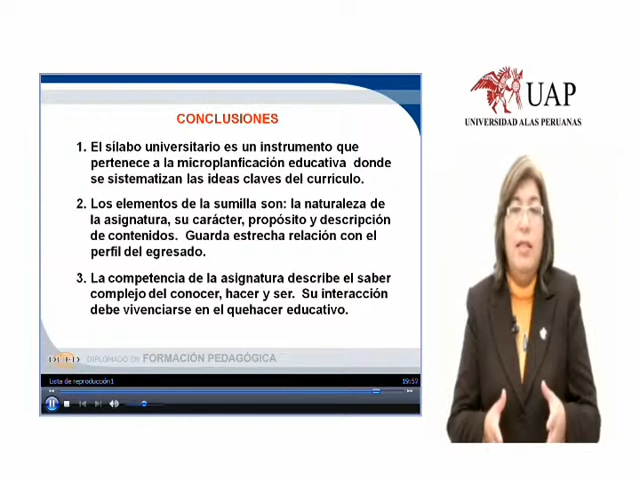 CONCLUSIONES
1. El sílabo universitario es un instrumento que
pertenece a la microplanficación educativa donde
se sistematizan las ideas claves del currículo.
2. Los elementos de la sumilla son: la naturaleza de
la asignatura, su carácter, propósito y descripción
de contenidos. Guarda estrecha relación con el
perfil del egresado.
3. La competencia de la asignatura describe el saber
complejo del conocer, hacer y ser. Su interacción
debe vivenciarse en el quehacer educativo.
DUED DIPLOMADO EN FORMACIÓN PEDAGÓGICA
Lista de reproducción1 19:57
UAP
UNIVERSIDAD ALAS PERUANAS